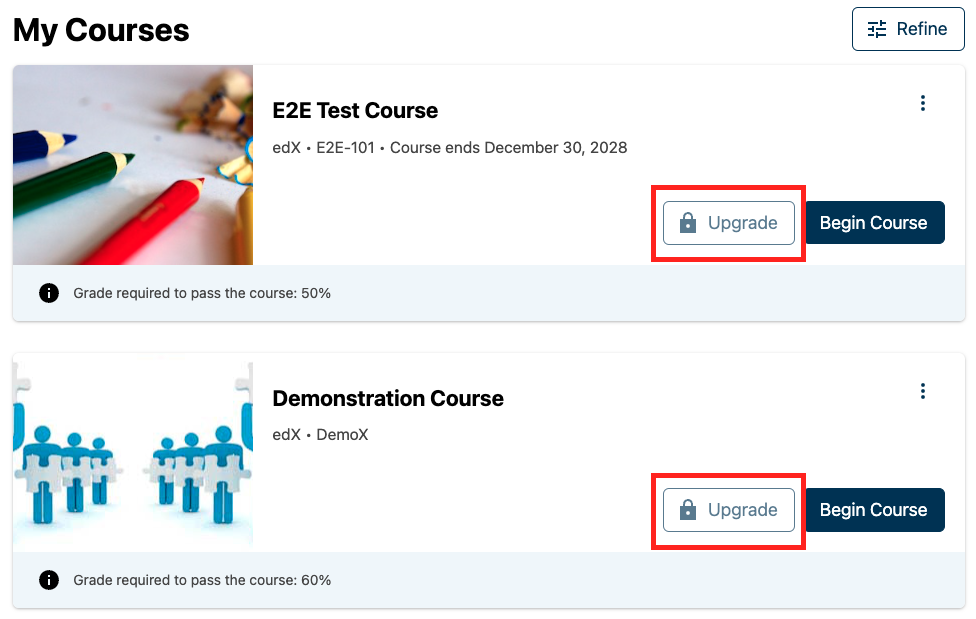 My Courses
Refine
E2E Test Course
edX • E2E-101 • Course ends December 30, 2028
Upgrade
Begin Course
Grade required to pass the course: 50%
Demonstration Course
edX • DemoX
Upgrade
Begin Course
Grade required to pass the course: 60%